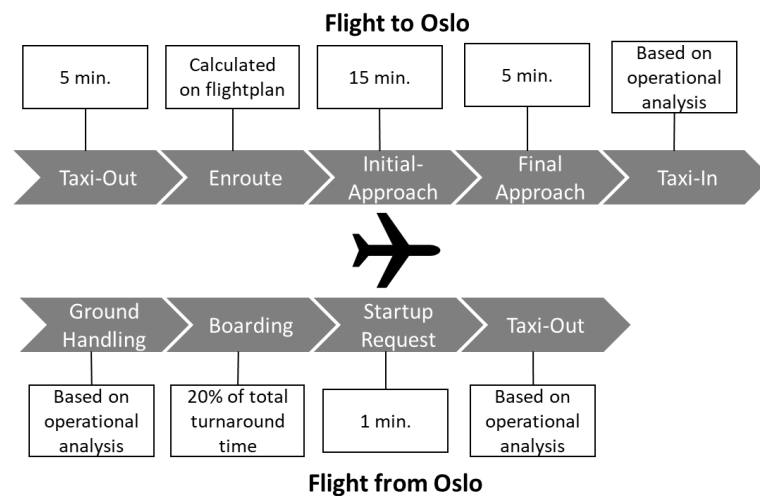 Flight to Oslo
5 min.
Calculated
on flightplan
15 min.
5 min.
Based on
operational
analysis
Taxi-Out
Enroute
Initial-
Approach
Final
Approach
Taxi-In
Ground
Handling
Boarding
Startup
Request
Taxi-Out
Based on
operational
analysis
20% of total
turnaround
time
1 min.
Based on
operational
analysis
Flight from Oslo